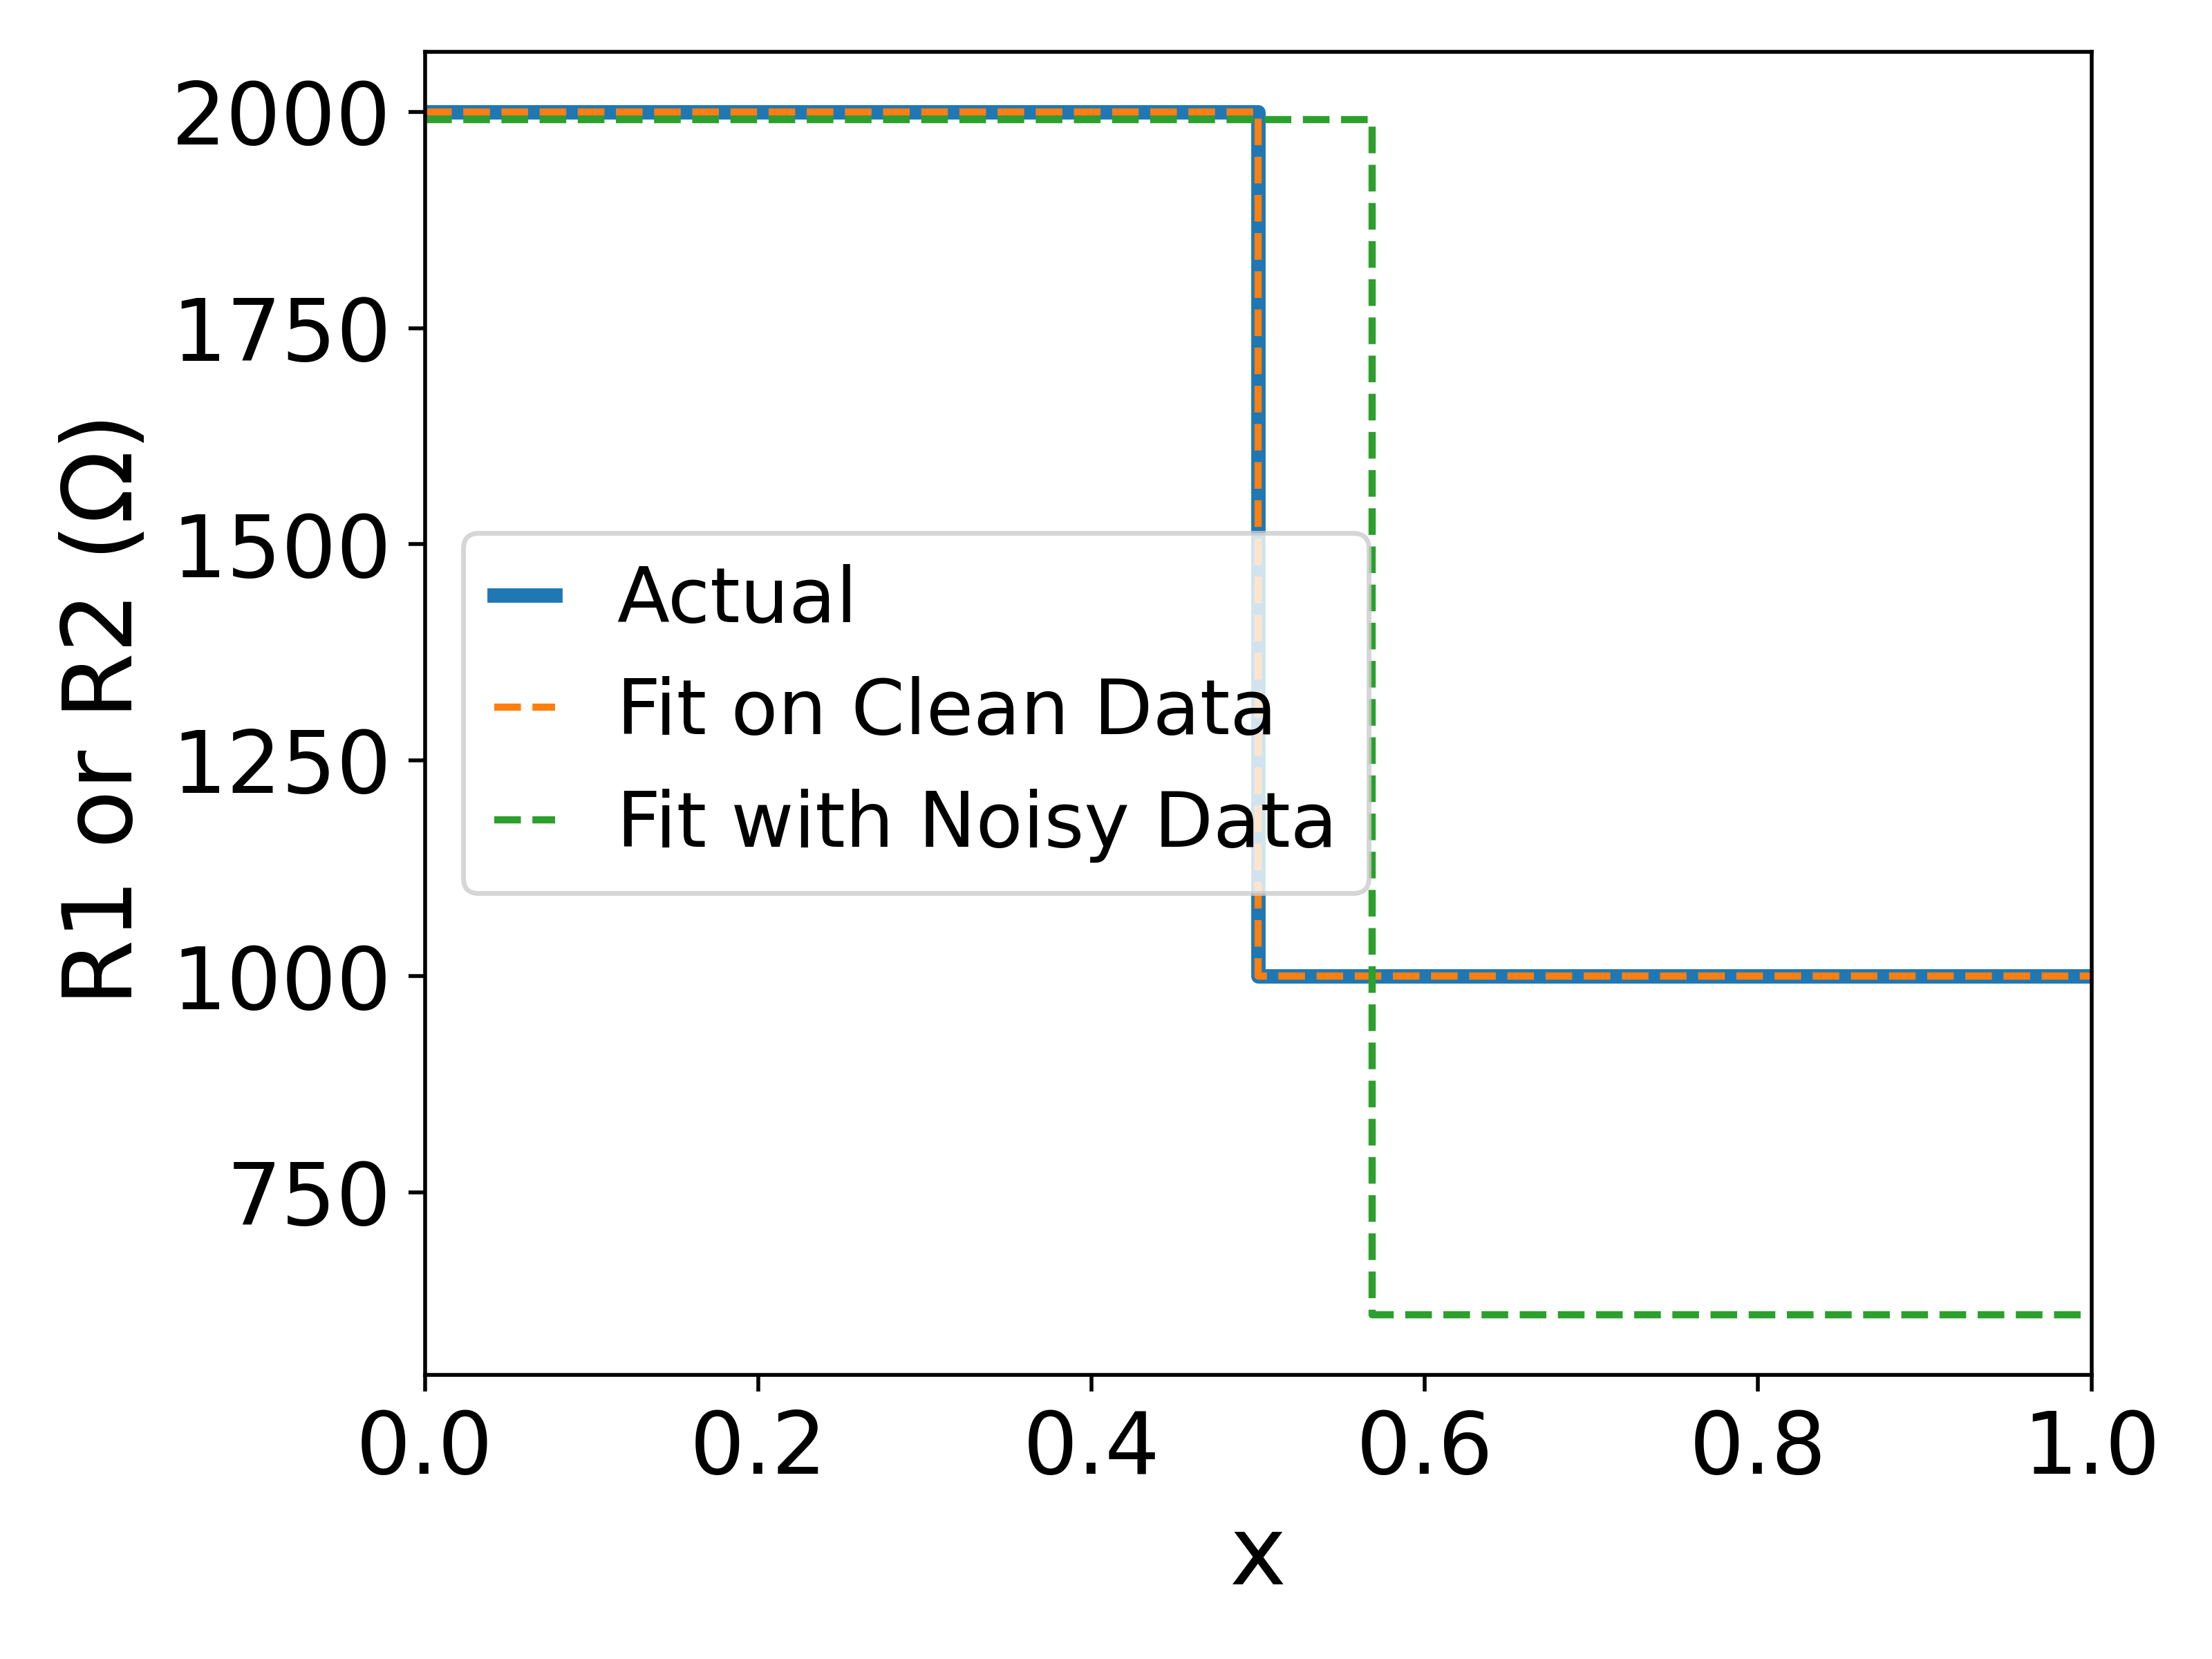 2000
1750
1500
1250
1000
750
R1 or R2 (Ω)
Actual
Fit on Clean Data
Fit with Noisy Data
0.0 0.2 0.4 0.6 0.8 1.0
x